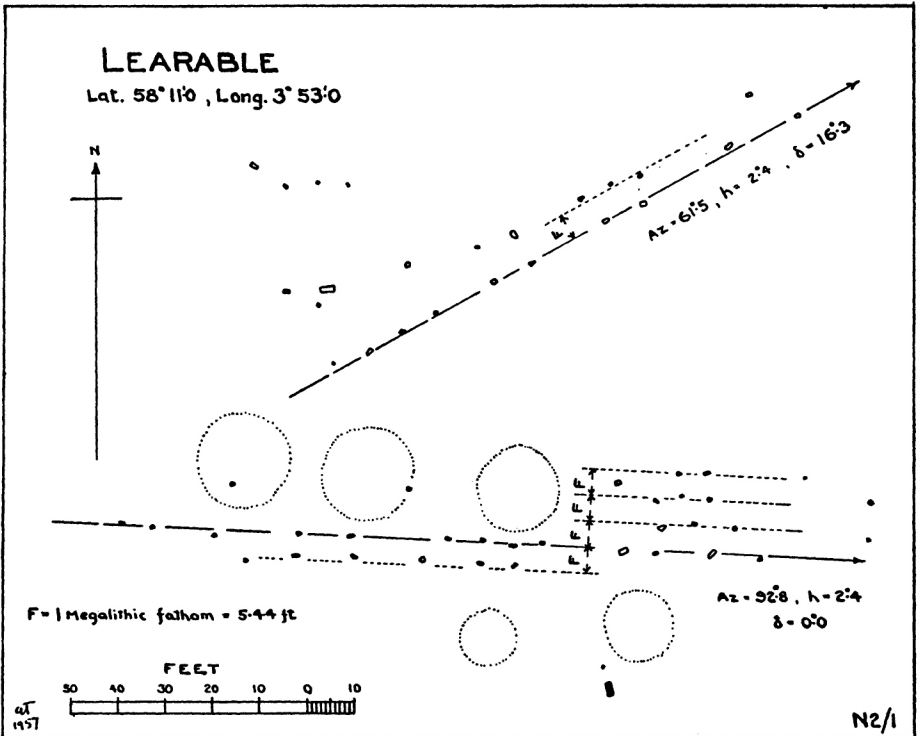 LEARABLE
Lat. 58° 11'.0 , Long. 3° 53'.0
N
Az = 61°.5 , h = 2°.4 , δ = 16°.3
F
F
F
F
F
Az = 92°.8 , h = 2°.4
δ = 0°.0
F = 1 Megalithic fathom = 5.44 ft
FEET
50 40 30 20 10 0 10
aT
1957
N2/1